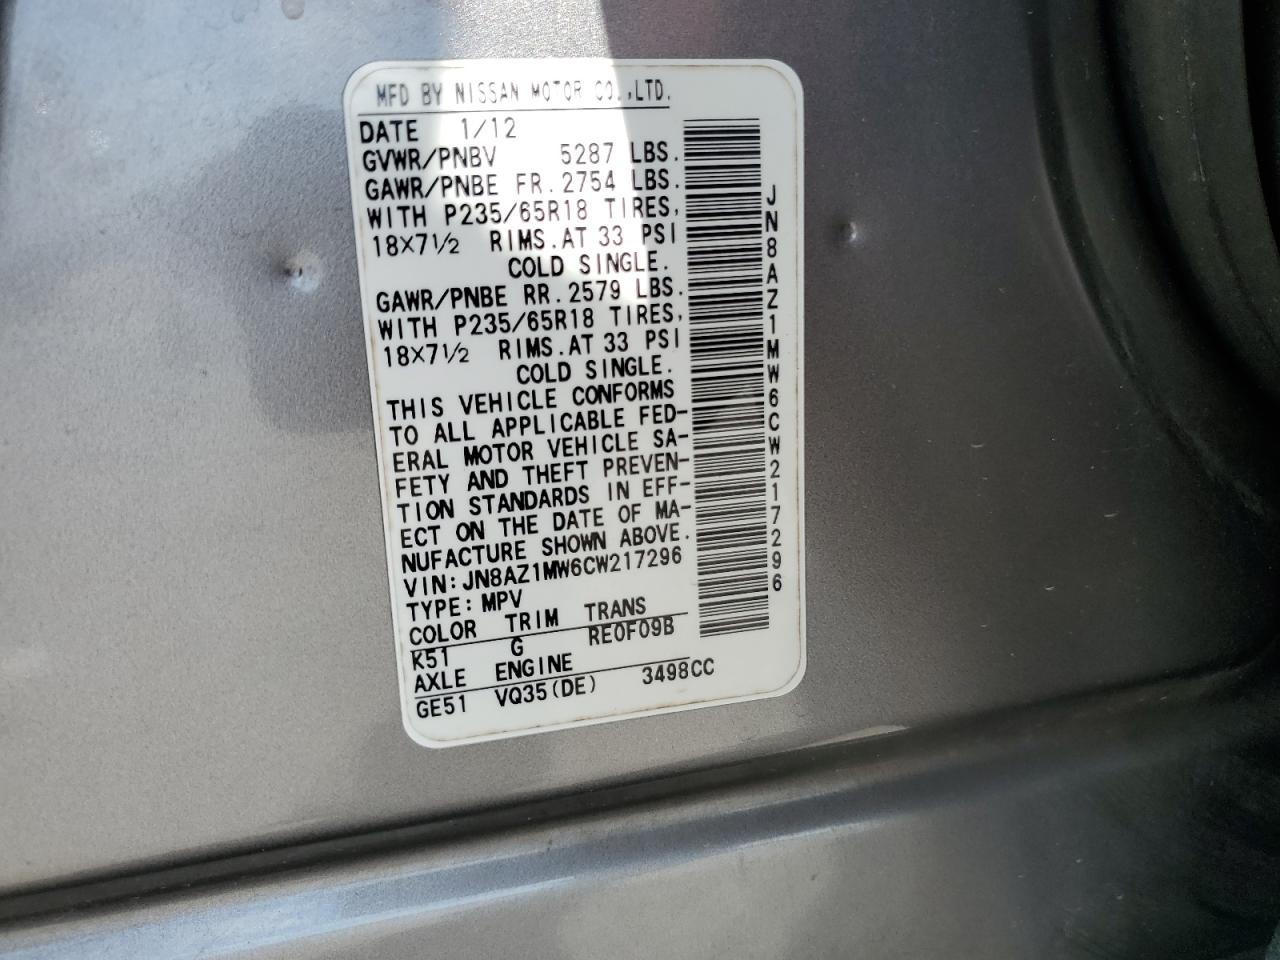 MFD BY NISSAN MOTOR CO.,LTD.
DATE 1/12
GVWR/PNBV 5287 LBS.
GAWR/PNBE FR. 2754 LBS.
WITH P235/65R18 TIRES,
18X7½ RIMS. AT 33 PSI
COLD SINGLE.
GAWR/PNBE RR. 2579 LBS.
WITH P235/65R18 TIRES,
18X7½ RIMS. AT 33 PSI
COLD SINGLE.
THIS VEHICLE CONFORMS
TO ALL APPLICABLE FED-
ERAL MOTOR VEHICLE SA-
FETY AND THEFT PREVEN-
TION STANDARDS IN EFF-
ECT ON THE DATE OF MA-
NUFACTURE SHOWN ABOVE.
VIN: JN8AZ1MW6CW217296
TYPE: MPV
COLOR TRIM TRANS
K51 G RE0F09B
AXLE ENGINE
GE51 VQ35(DE) 3498CC
JN8AZ1MW6CW217296